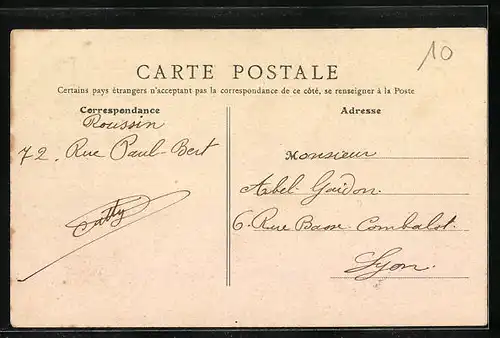 10
CARTE POSTALE
Certains pays étrangers n'acceptant pas la correspondance de ce côté, se renseigner à la Poste
Correspondance
Roussin
72. Rue Paul-Bert
Adresse
Monsieur
Abel Guidon.
6. Rue Basse Combalot.
Lyon.